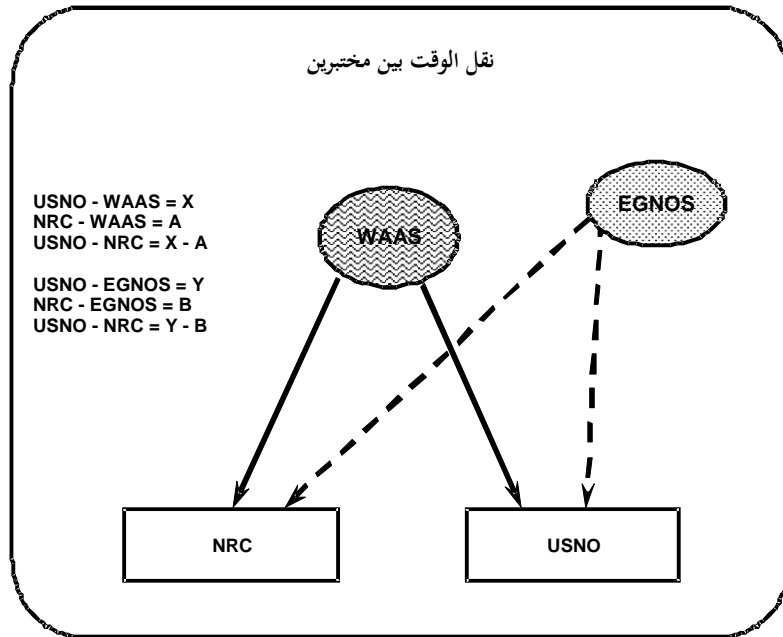 نقل الوقت بين مختبرين
USNO - WAAS = X
NRC - WAAS = A
USNO - NRC = X - A
USNO - EGNOS = Y
NRC - EGNOS = B
USNO - NRC = Y - B
WAAS
EGNOS
NRC
USNO